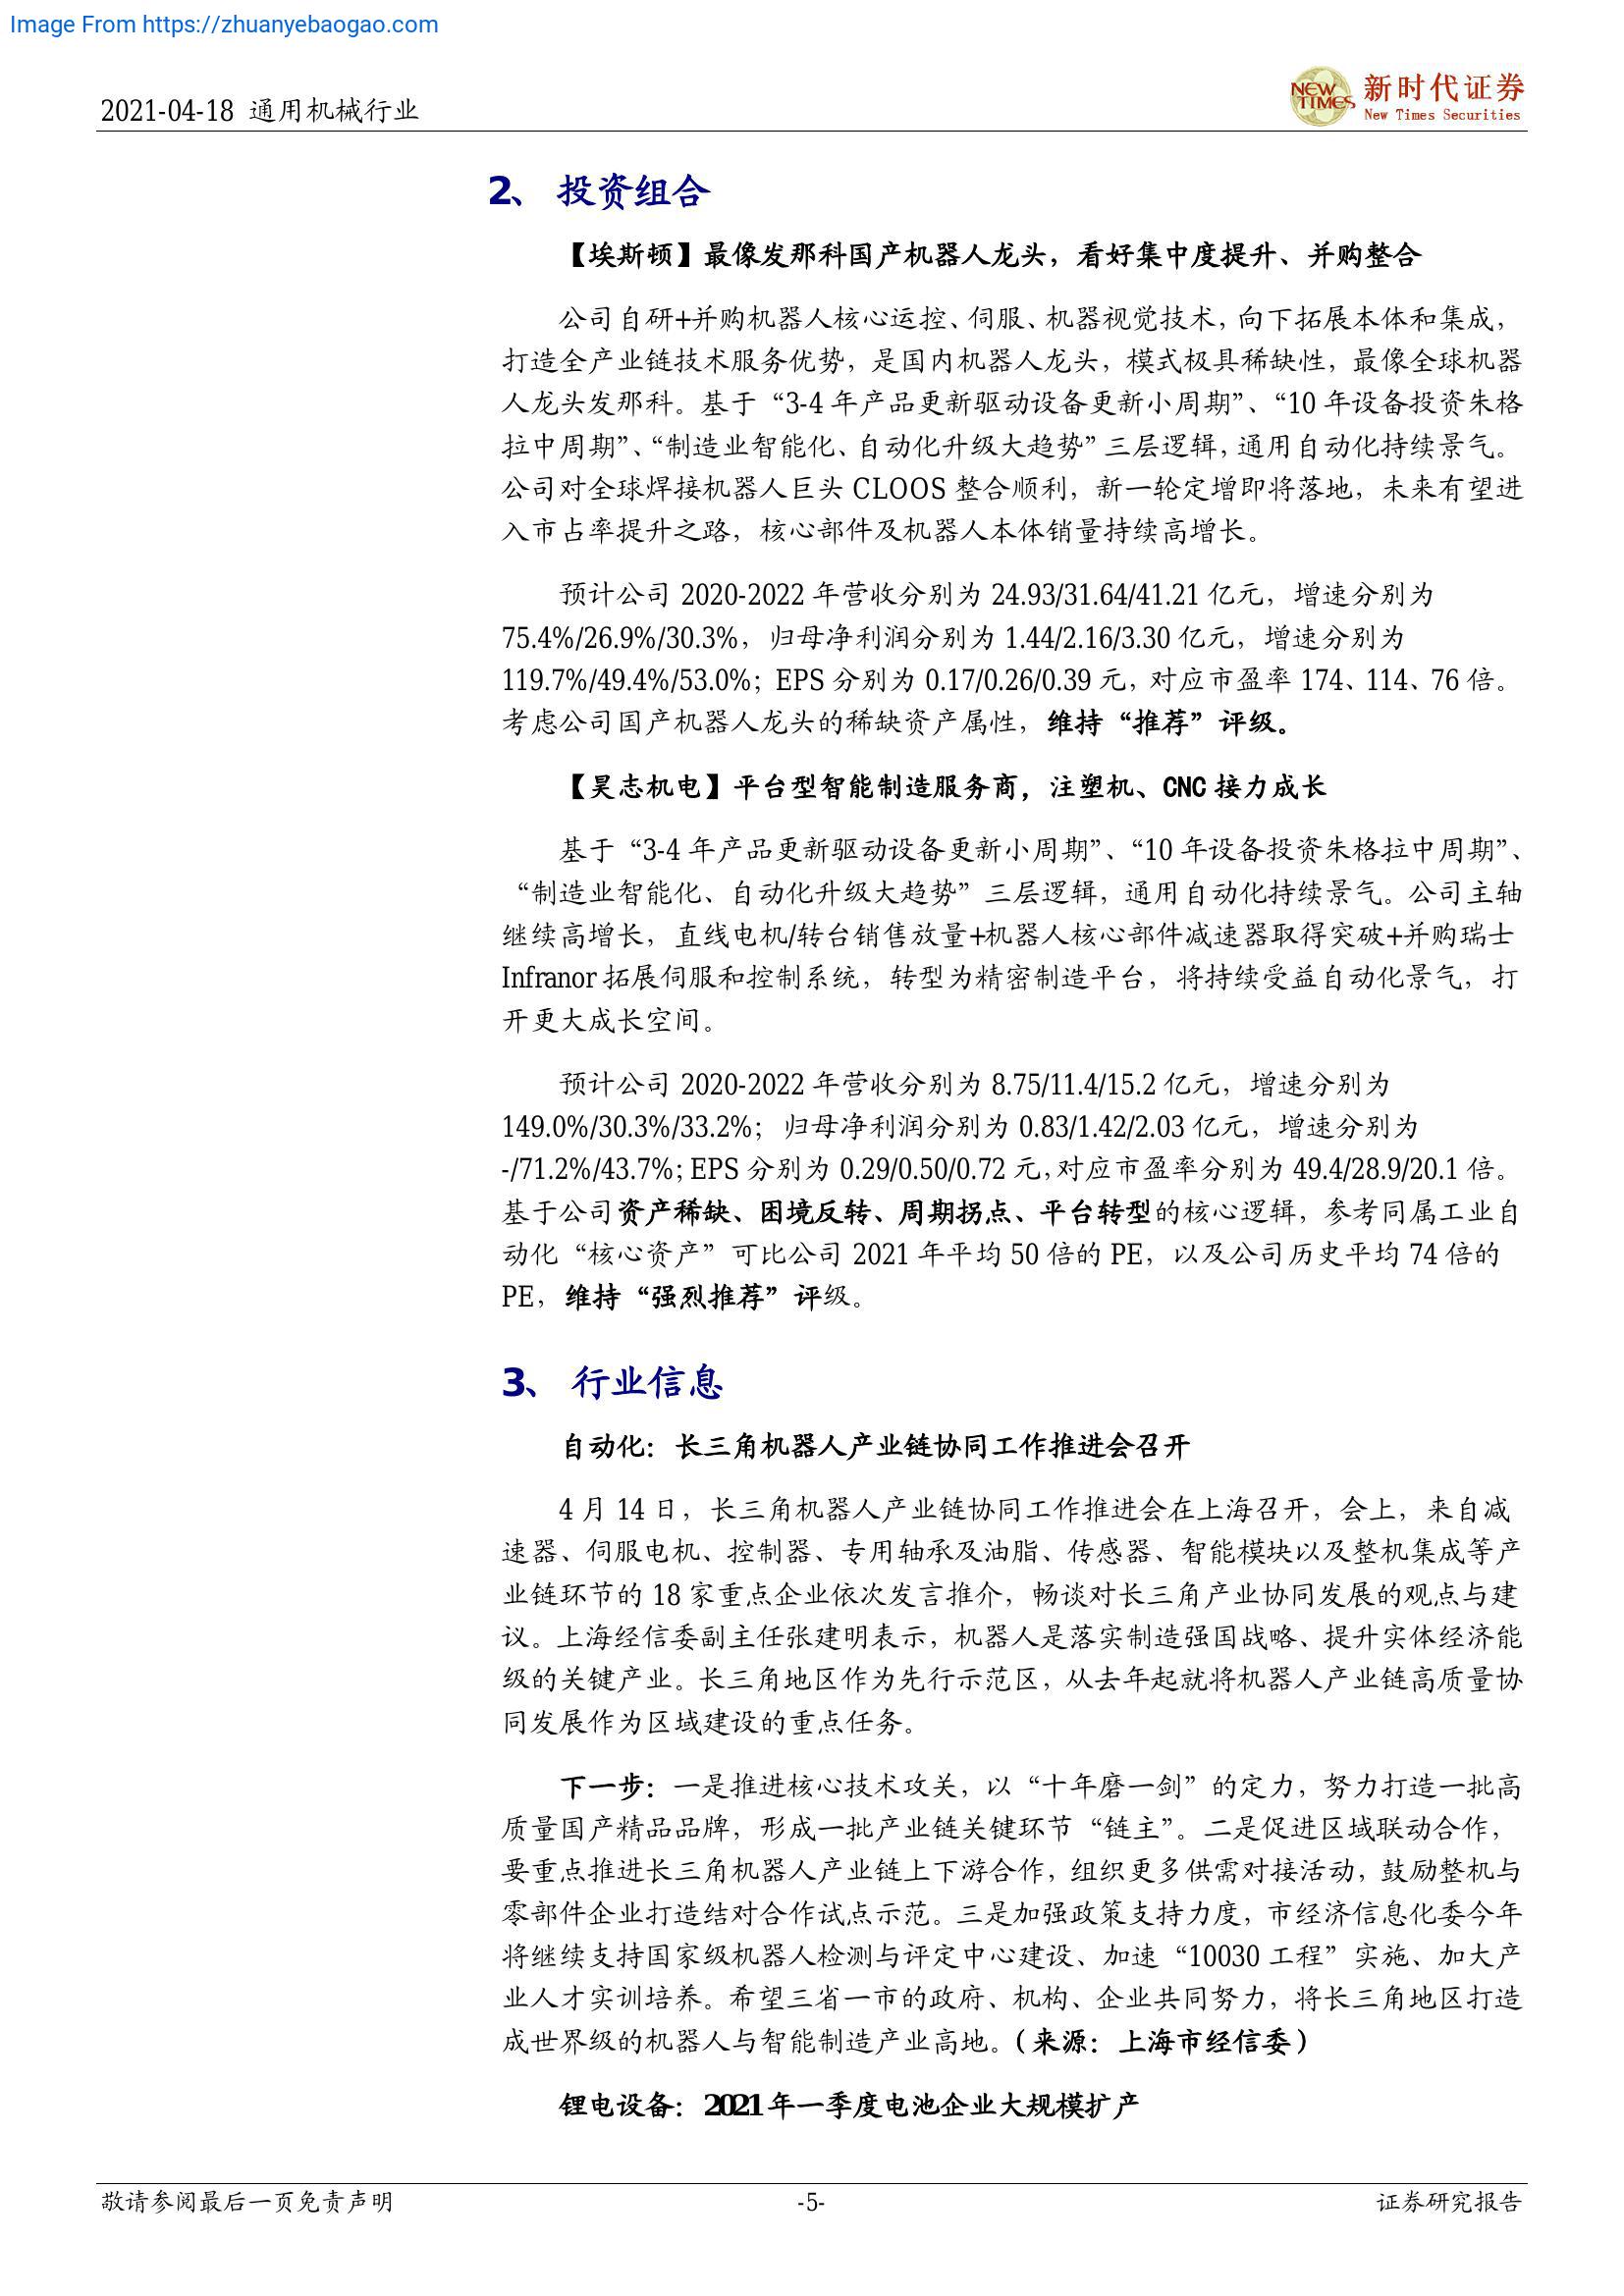 Image From https://zhuanyebaogao.com
2021-04-18 通用机械行业
NEW TIMES 新时代证券
New Times Securities
2、 投资组合
【埃斯顿】最像发那科国产机器人龙头，看好集中度提升、并购整合
公司自研+并购机器人核心运控、伺服、机器视觉技术，向下拓展本体和集成，
打造全产业链技术服务优势，是国内机器人龙头，模式极具稀缺性，最像全球机器
人龙头发那科。基于“3-4 年产品更新驱动设备更新小周期”、“10 年设备投资朱格
拉中周期”、“制造业智能化、自动化升级大趋势”三层逻辑，通用自动化持续景气。
公司对全球焊接机器人巨头 CLOOS 整合顺利，新一轮定增即将落地，未来有望进
入市占率提升之路，核心部件及机器人本体销量持续高增长。
预计公司 2020-2022 年营收分别为 24.93/31.64/41.21 亿元，增速分别为
75.4%/26.9%/30.3%，归母净利润分别为 1.44/2.16/3.30 亿元，增速分别为
119.7%/49.4%/53.0%；EPS 分别为 0.17/0.26/0.39 元，对应市盈率 174、114、76 倍。
考虑公司国产机器人龙头的稀缺资产属性，维持“推荐”评级。
【昊志机电】平台型智能制造服务商，注塑机、CNC 接力成长
基于“3-4 年产品更新驱动设备更新小周期”、“10 年设备投资朱格拉中周期”、
“制造业智能化、自动化升级大趋势”三层逻辑，通用自动化持续景气。公司主轴
继续高增长，直线电机/转台销售放量+机器人核心部件减速器取得突破+并购瑞士
Infranor 拓展伺服和控制系统，转型为精密制造平台，将持续受益自动化景气，打
开更大成长空间。
预计公司 2020-2022 年营收分别为 8.75/11.4/15.2 亿元，增速分别为
149.0%/30.3%/33.2%；归母净利润分别为 0.83/1.42/2.03 亿元，增速分别为
-/71.2%/43.7%；EPS 分别为 0.29/0.50/0.72 元，对应市盈率分别为 49.4/28.9/20.1 倍。
基于公司资产稀缺、困境反转、周期拐点、平台转型的核心逻辑，参考同属工业自
动化“核心资产”可比公司 2021 年平均 50 倍的 PE，以及公司历史平均 74 倍的
PE，维持“强烈推荐”评级。
3、 行业信息
自动化：长三角机器人产业链协同工作推进会召开
4 月 14 日，长三角机器人产业链协同工作推进会在上海召开，会上，来自减
速器、伺服电机、控制器、专用轴承及油脂、传感器、智能模块以及整机集成等产
业链环节的 18 家重点企业依次发言推介，畅谈对长三角产业协同发展的观点与建
议。上海经信委副主任张建明表示，机器人是落实制造强国战略、提升实体经济能
级的关键产业。长三角地区作为先行示范区，从去年起就将机器人产业链高质量协
同发展作为区域建设的重点任务。
下一步：一是推进核心技术攻关，以“十年磨一剑”的定力，努力打造一批高
质量国产精品品牌，形成一批产业链关键环节“链主”。二是促进区域联动合作，
要重点推进长三角机器人产业链上下游合作，组织更多供需对接活动，鼓励整机与
零部件企业打造结对合作试点示范。三是加强政策支持力度，市经济信息化委今年
将继续支持国家级机器人检测与评定中心建设、加速“10030 工程”实施、加大产
业人才实训培养。希望三省一市的政府、机构、企业共同努力，将长三角地区打造
成世界级的机器人与智能制造产业高地。（来源：上海市经信委）
锂电设备：2021 年一季度电池企业大规模扩产
敬请参阅最后一页免责声明 -5- 证券研究报告